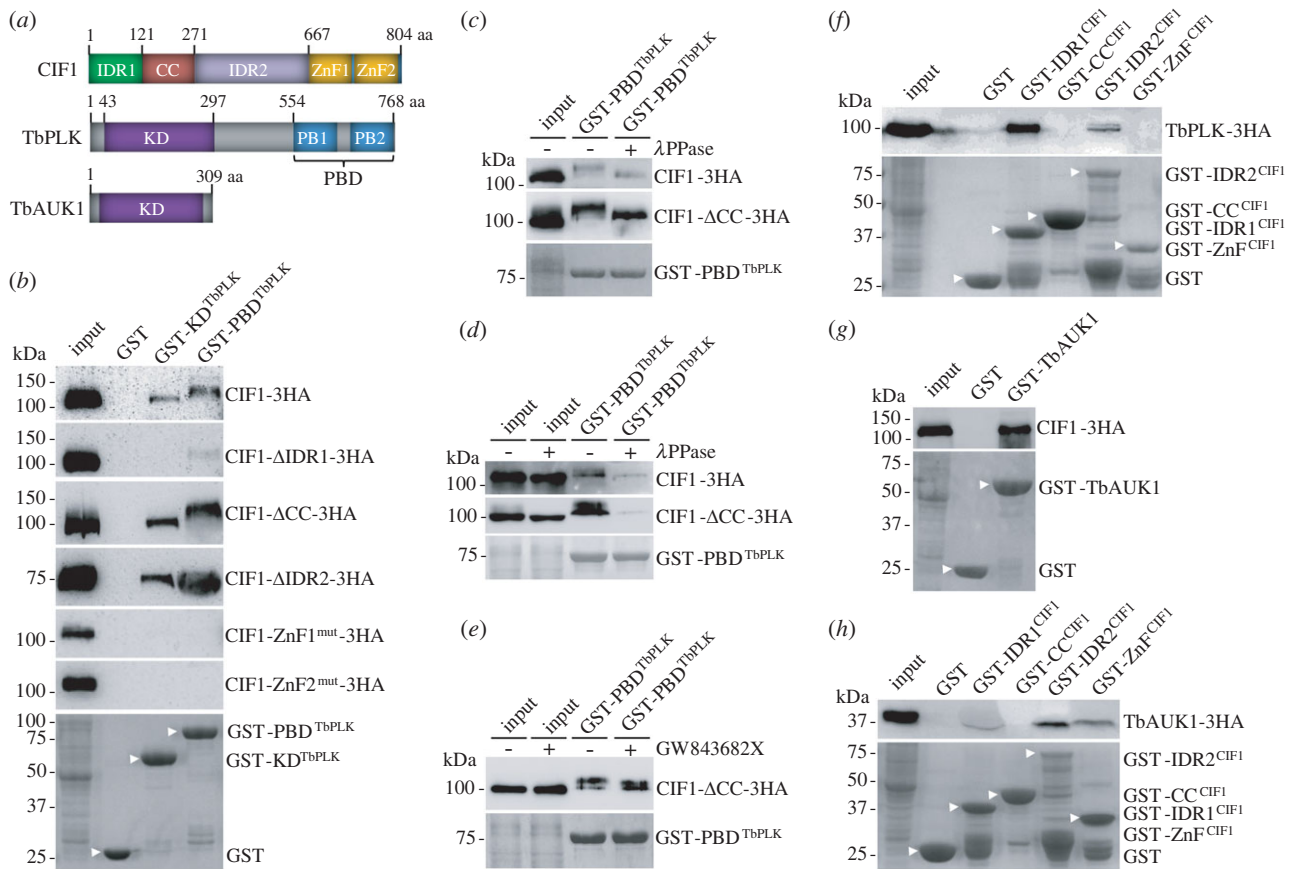 (a)
1 121 271 667 804 aa
CIF1 IDR1 CC IDR2 ZnF1 ZnF2
1 43 297 554 768 aa
TbPLK KD PB1 PB2
PBD
1 309 aa
TbAUK1 KD
(b)
input GST GST-KD^TbPLK GST-PBD^TbPLK
kDa
150
100 CIF1-3HA
150
100 CIF1-ΔIDR1-3HA
150
100 CIF1-ΔCC-3HA
75 CIF1-ΔIDR2-3HA
100 CIF1-ZnF1^mut-3HA
100 CIF1-ZnF2^mut-3HA
100
75 GST-PBD^TbPLK
50 GST-KD^TbPLK
37
25 GST
(c)
input GST-PBD^TbPLK GST-PBD^TbPLK
- - + λPPase
kDa
100 CIF1-3HA
100 CIF1-ΔCC-3HA
75 GST-PBD^TbPLK
(d)
input input GST-PBD^TbPLK GST-PBD^TbPLK
- + - + λPPase
kDa
100 CIF1-3HA
100 CIF1-ΔCC-3HA
75 GST-PBD^TbPLK
(e)
input input GST-PBD^TbPLK GST-PBD^TbPLK
- + - + GW843682X
kDa
100 CIF1-ΔCC-3HA
75 GST-PBD^TbPLK
(f)
input GST GST-IDR1^CIF1 GST-CC^CIF1 GST-IDR2^CIF1 GST-ZnF^CIF1
kDa
100 TbPLK-3HA
75 GST-IDR2^CIF1
50 GST-CC^CIF1
37 GST-IDR1^CIF1
GST-ZnF^CIF1
25 GST
(g)
input GST GST-TbAUK1
kDa
150
100 CIF1-3HA
75
50 GST-TbAUK1
37
25 GST
(h)
input GST GST-IDR1^CIF1 GST-CC^CIF1 GST-IDR2^CIF1 GST-ZnF^CIF1
kDa
37 TbAUK1-3HA
75 GST-IDR2^CIF1
50 GST-CC^CIF1
37 GST-IDR1^CIF1
GST-ZnF^CIF1
25 GST